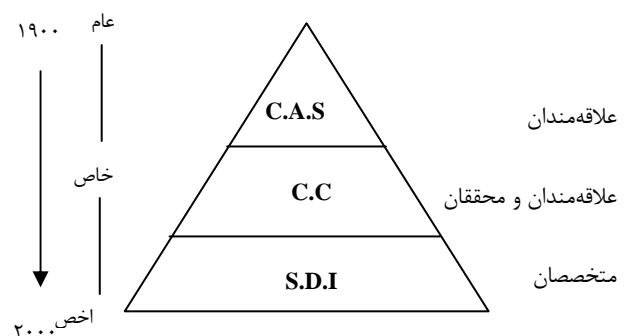 ۱۹۰۰
عام
C.A.S
علاقه‌مندان
خاص
C.C
علاقه‌مندان و محققان
S.D.I
متخصصان
اخص
۲۰۰۰